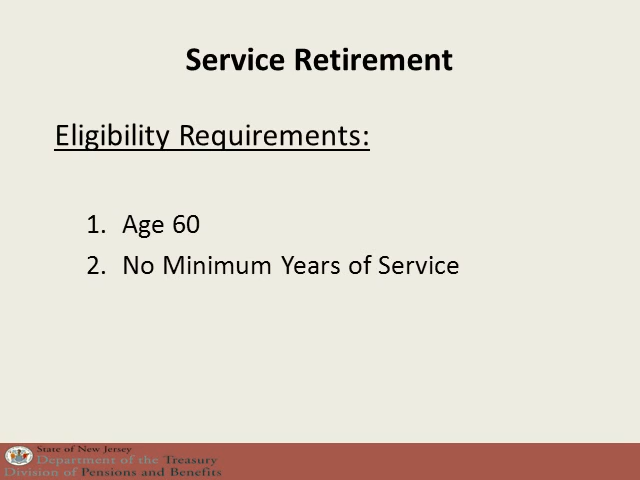 Service Retirement
Eligibility Requirements:
1. Age 60
2. No Minimum Years of Service
State of New Jersey
Department of the Treasury
Division of Pensions and Benefits